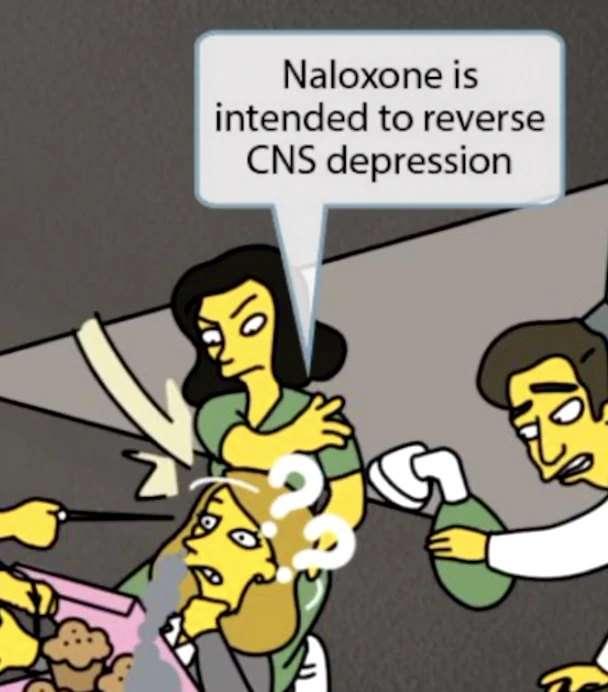 Naloxone is
intended to reverse
CNS depression
? ?